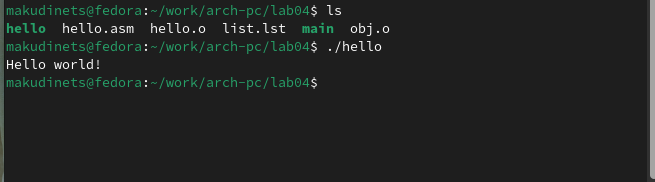 makudinets@fedora:~/work/arch-pc/lab04$ ls
hello  hello.asm  hello.o  list.lst  main  obj.o
makudinets@fedora:~/work/arch-pc/lab04$ ./hello
Hello world!
makudinets@fedora:~/work/arch-pc/lab04$